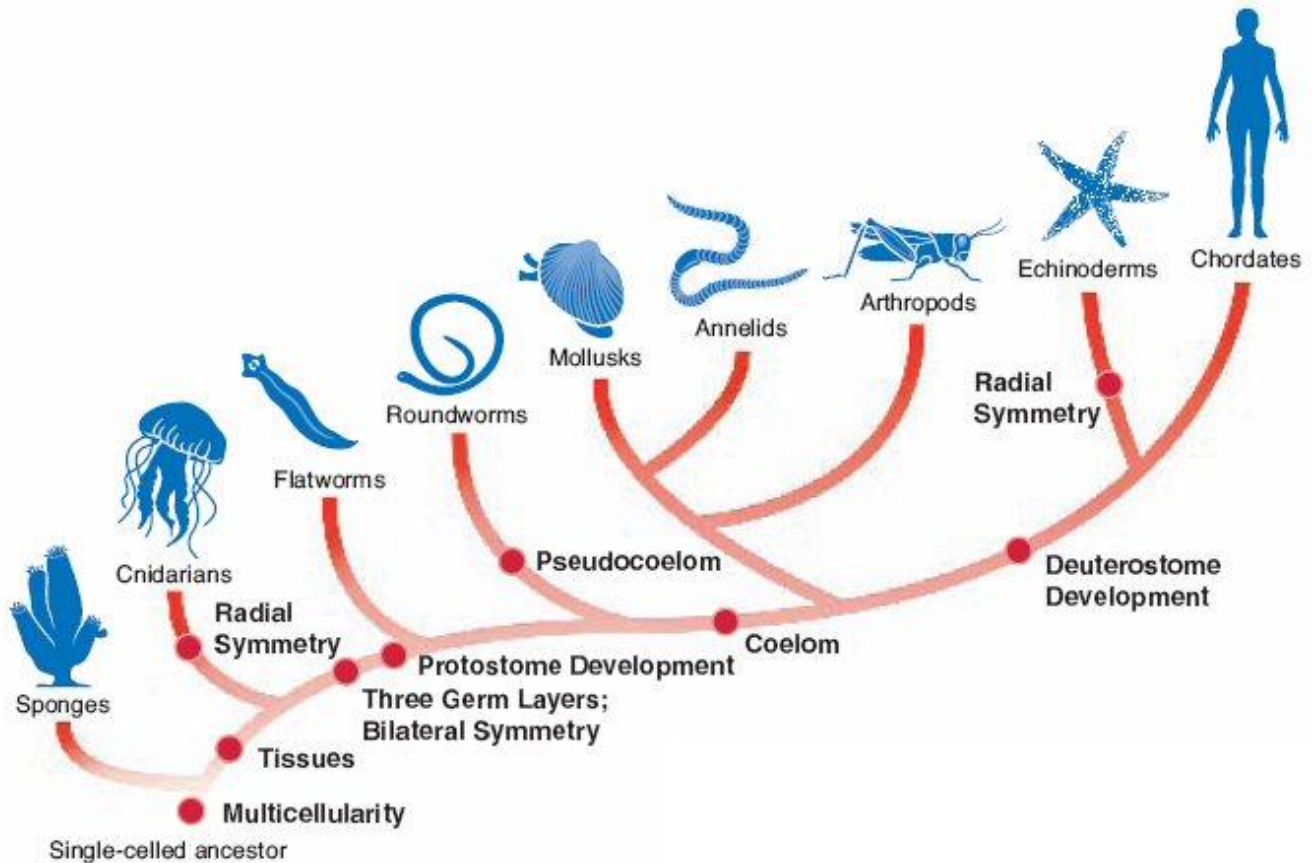 Chordates
Echinoderms
Arthropods
Annelids
Mollusks
Radial
Symmetry
Roundworms
Flatworms
Pseudocoelom
Deuterostome
Development
Cnidarians
Radial
Symmetry
Coelom
Protostome Development
Three Germ Layers;
Bilateral Symmetry
Sponges
Tissues
Multicellularity
Single-celled ancestor